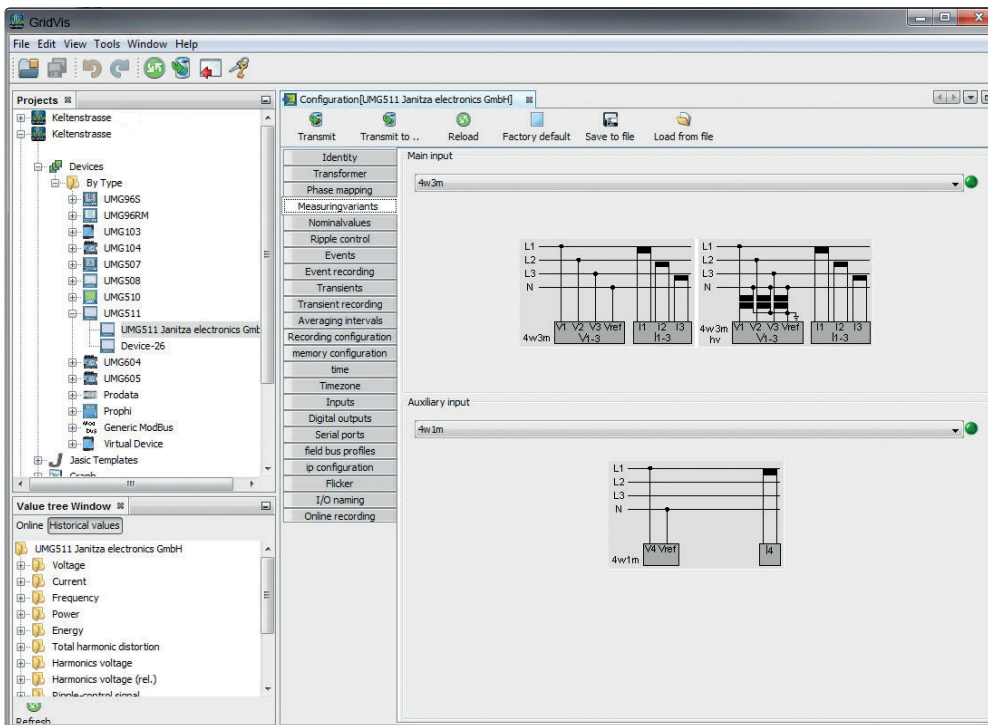 GridVis
File Edit View Tools Window Help
Projects
Keltenstrasse
Keltenstrasse
Devices
By Type
UMG96S
UMG96RM
UMG103
UMG104
UMG507
UMG508
UMG510
UMG511
UMG511 Janitza electronics Gmb
Device-26
UMG604
UMG605
Prodata
Prophi
Mod bus Generic ModBus
Virtual Device
Jasic Templates
Graph
Value tree Window
Online Historical values
UMG511 Janitza electronics GmbH
Voltage
Current
Frequency
Power
Energy
Total harmonic distortion
Harmonics voltage
Harmonics voltage (rel.)
Ripple-control signal
Refresh
Configuration[UMG511 Janitza electronics GmbH]
Transmit Transmit to .. Reload Factory default Save to file Load from file
Identity
Transformer
Phase mapping
Measuringvariants
Nominalvalues
Ripple control
Events
Event recording
Transients
Transient recording
Averaging intervals
Recording configuration
memory configuration
time
Timezone
Inputs
Digital outputs
Serial ports
field bus profiles
ip configuration
Flicker
I/O naming
Online recording
Main input
4w3m
L1
L2
L3
N
V1 V2 V3 Vref I1 I2 I3
4w3m V1-3 I1-3
L1
L2
L3
N
V1 V2 V3 Vref I1 I2 I3
4w3m hv V1-3 I1-3
Auxiliary input
4w1m
L1
L2
L3
N
V4 Vref I4
4w1m